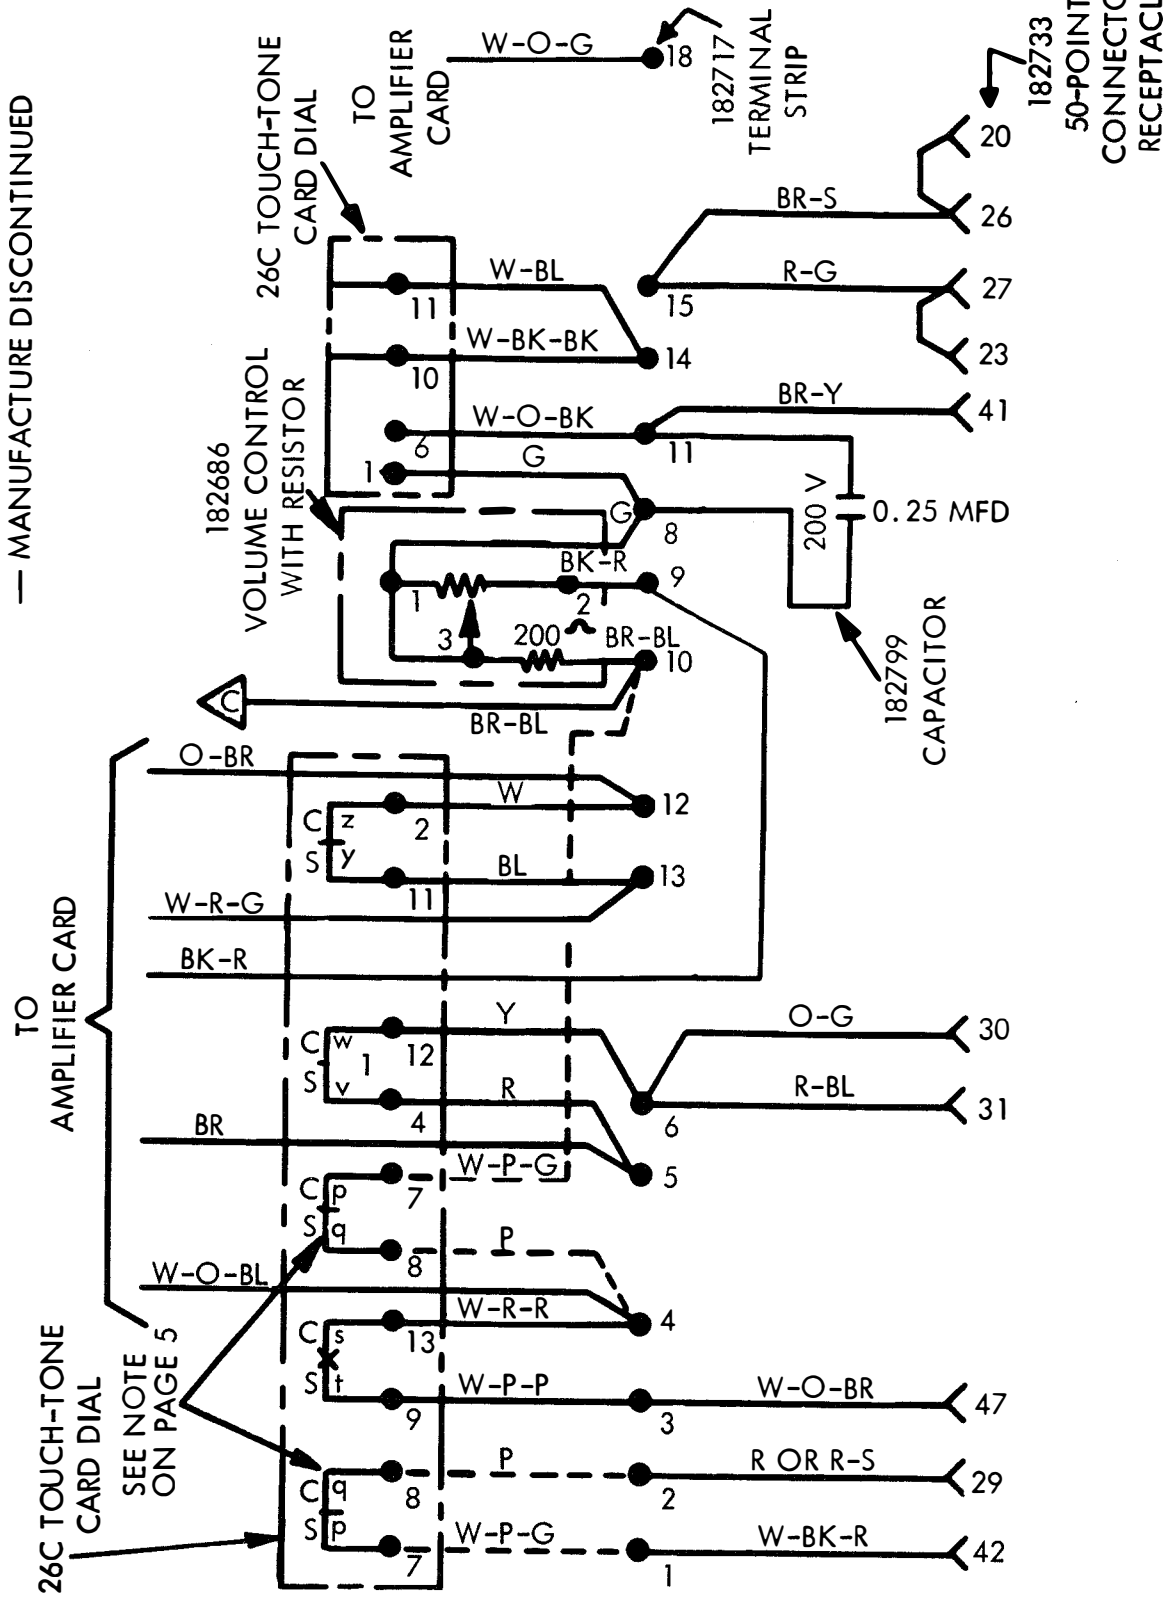 — MANUFACTURE DISCONTINUED
TO
AMPLIFIER
CARD
W-O-G
18
182717
TERMINAL
STRIP
182733
50-POINT
CONNECTO
RECEPTACL
26C TOUCH-TONE
CARD DIAL
20
BR-S
26
W-BL
11
15
R-G
27
W-BK-BK
10
14
23
182686
VOLUME CONTROL
WITH RESISTOR
W-O-BK
6
11
BR-Y
41
1
G
G
8
200 V
0.25 MFD
BK-R
1
2
9
3
200
BR-BL
10
182799
CAPACITOR
C
BR-BL
TO
AMPLIFIER CARD
O-BR
W
12
C z
2
S y
BL
13
11
W-R-G
BK-R
Y
O-G
30
C w
12
1
S v
R
R-BL
31
4
6
BR
5
W-P-G
C p
7
S q
P
8
W-O-BL
W-R-R
4
C s
13
S t
W-P-P
W-O-BR
47
9
3
SEE NOTE
ON PAGE 5
26C TOUCH-TONE
CARD DIAL
P
R OR R-S
29
C q
8
2
S p
W-P-G
W-BK-R
42
7
1